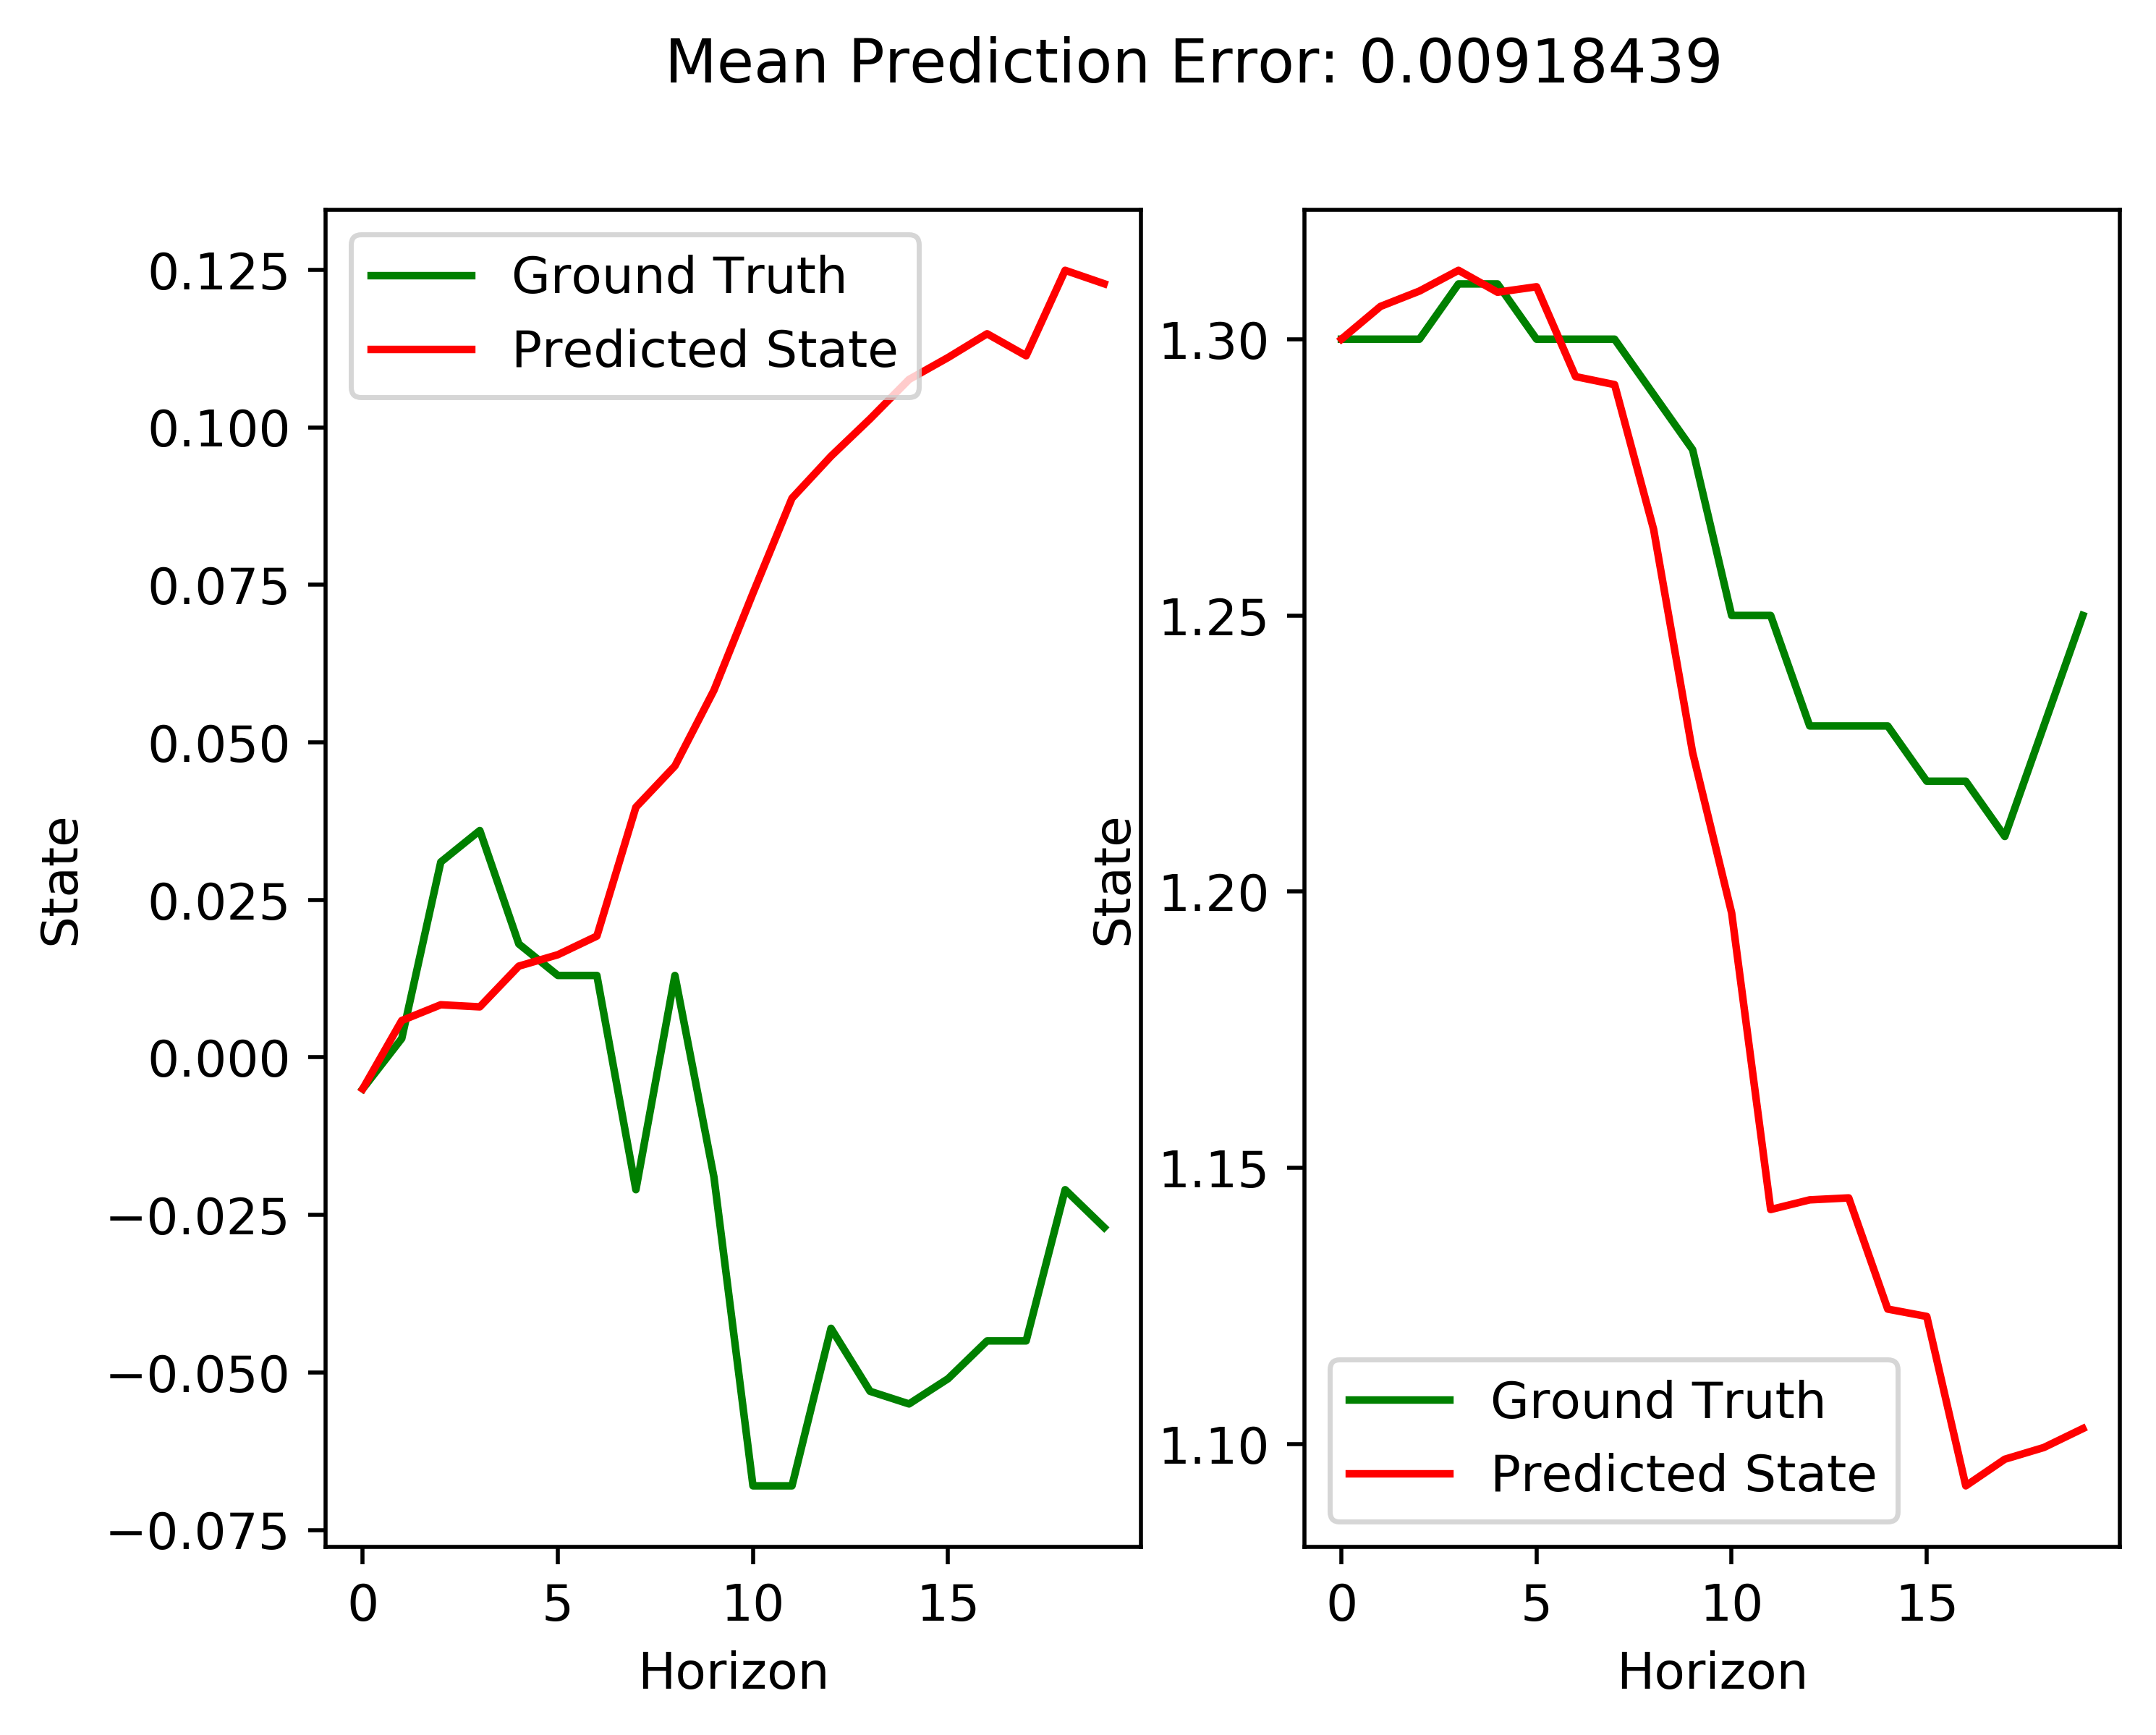 Mean Prediction Error: 0.00918439
Ground Truth
Predicted State
0.125
0.100
0.075
0.050
0.025
0.000
−0.025
−0.050
−0.075
State
0 5 10 15
Horizon
1.30
1.25
1.20
1.15
1.10
State
Ground Truth
Predicted State
0 5 10 15
Horizon